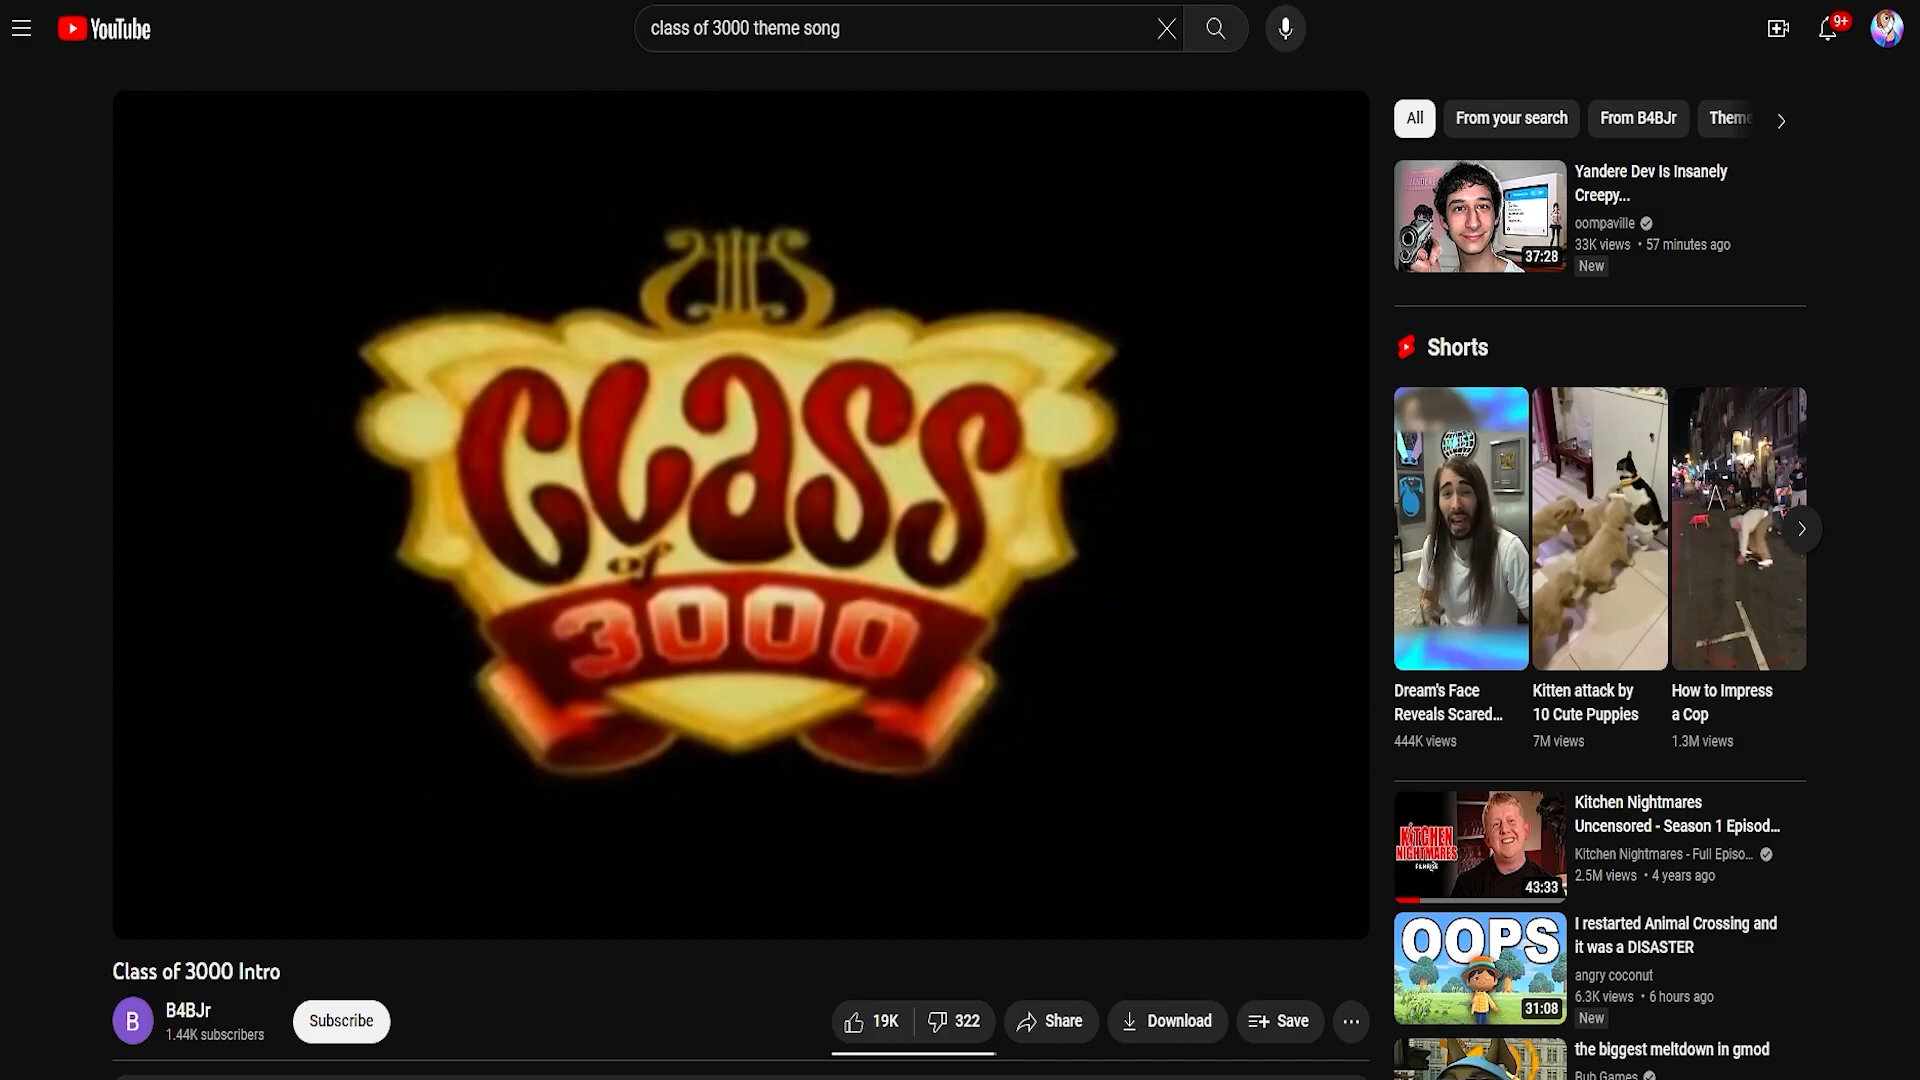 YouTube
class of 3000 theme song
9+
CLASS
of
3000
Class of 3000 Intro
B
B4BJr
1.44K subscribers
Subscribe
19K
322
Share
Download
Save
All
From your search
From B4BJr
Theme
37:28
Yandere Dev Is Insanely
Creepy...
oompaville
33K views • 57 minutes ago
New
Shorts
Dream's Face
Reveals Scared...
444K views
Kitten attack by
10 Cute Puppies
7M views
How to Impress
a Cop
1.3M views
KITCHEN
NIGHTMARES
43:33
Kitchen Nightmares
Uncensored - Season 1 Episod...
Kitchen Nightmares - Full Episo...
2.5M views • 4 years ago
OOPS
31:08
I restarted Animal Crossing and
it was a DISASTER
angry coconut
6.3K views • 6 hours ago
New
the biggest meltdown in gmod
Bub Games